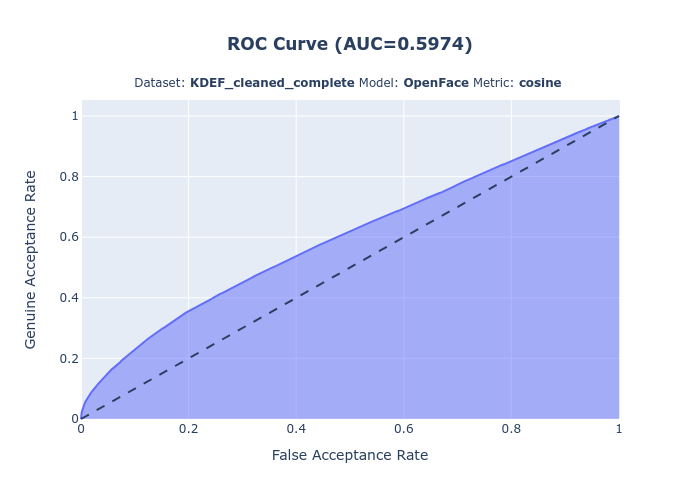 ROC Curve (AUC=0.5974)
Dataset: KDEF_cleaned_complete Model: OpenFace Metric: cosine
1
0.8
0.6
0.4
0.2
0
Genuine Acceptance Rate
0 0.2 0.4 0.6 0.8 1
False Acceptance Rate